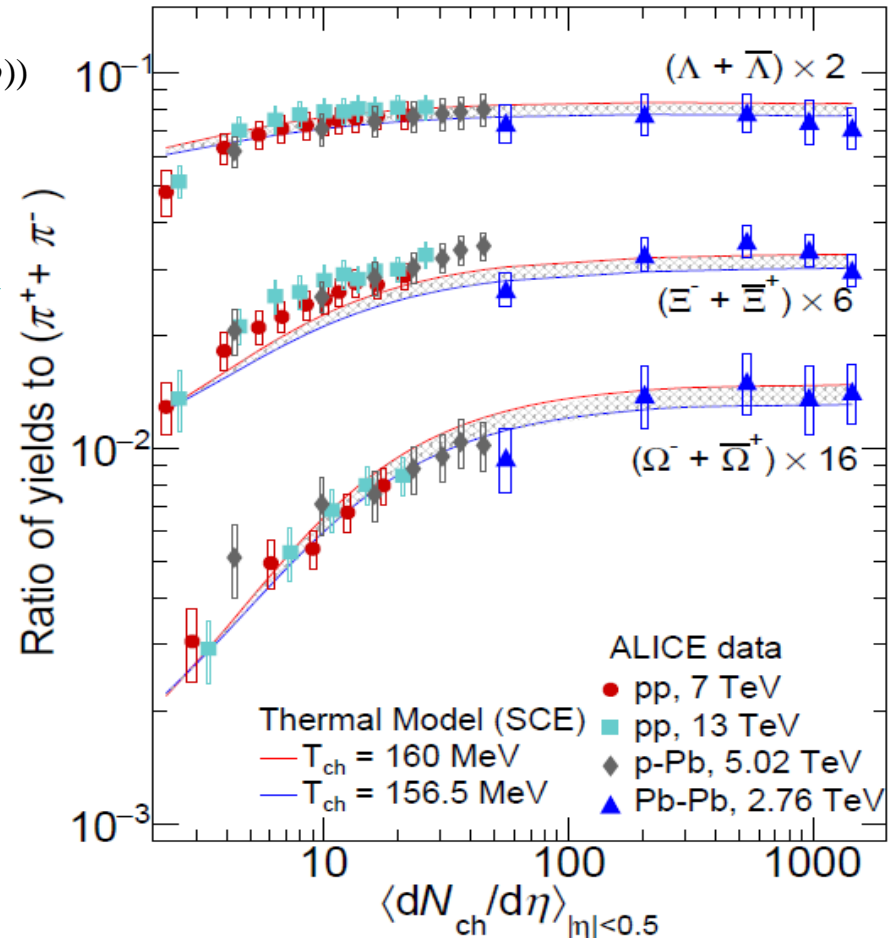 ))
10⁻¹
(Λ + Λ̅) × 2
(Ξ⁻ + Ξ̅⁺) × 6
10⁻²
(Ω⁻ + Ω̅⁺) × 16
10⁻³
Ratio of yields to (π⁺ + π⁻)
ALICE data
pp, 7 TeV
pp, 13 TeV
p-Pb, 5.02 TeV
Pb-Pb, 2.76 TeV
Thermal Model (SCE)
T_ch = 160 MeV
T_ch = 156.5 MeV
10 100 1000
⟨dN_ch/dη⟩_|η|<0.5